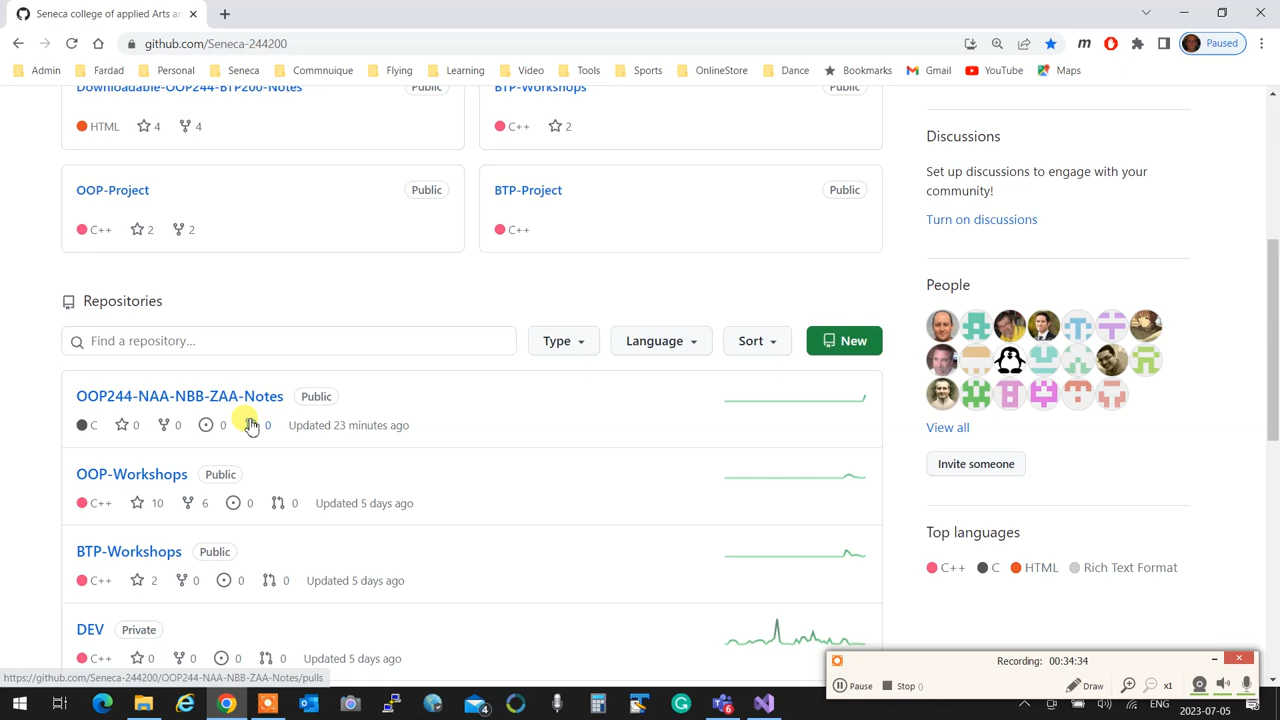 Seneca college of applied Arts an
github.com/Seneca-244200
Paused
Admin
Fardad
Personal
Seneca
Commnuique
Flying
Learning
Video
Tools
Sports
OnlineStore
Dance
Bookmarks
Gmail
YouTube
Maps
Downloadable-OOP244-BTP200-Notes
Public
HTML
4
4
BTP-Workshops
Public
C++
2
OOP-Project
Public
C++
2
2
BTP-Project
Public
C++
Repositories
Find a repository...
Type
Language
Sort
New
OOP244-NAA-NBB-ZAA-Notes Public
C 0 0 0 0 Updated 23 minutes ago
OOP-Workshops Public
C++ 10 6 0 0 Updated 5 days ago
BTP-Workshops Public
C++ 2 0 0 0 Updated 5 days ago
DEV Private
C++ 0 0 0 0 Updated 5 days ago
Discussions
Set up discussions to engage with your
community!
Turn on discussions
People
View all
Invite someone
Top languages
C++ C HTML Rich Text Format
https://github.com/Seneca-244200/OOP244-NAA-NBB-ZAA-Notes/pulls
Recording: 00:34:34
Pause Stop () Draw x1
4
6
ENG
2023-07-05